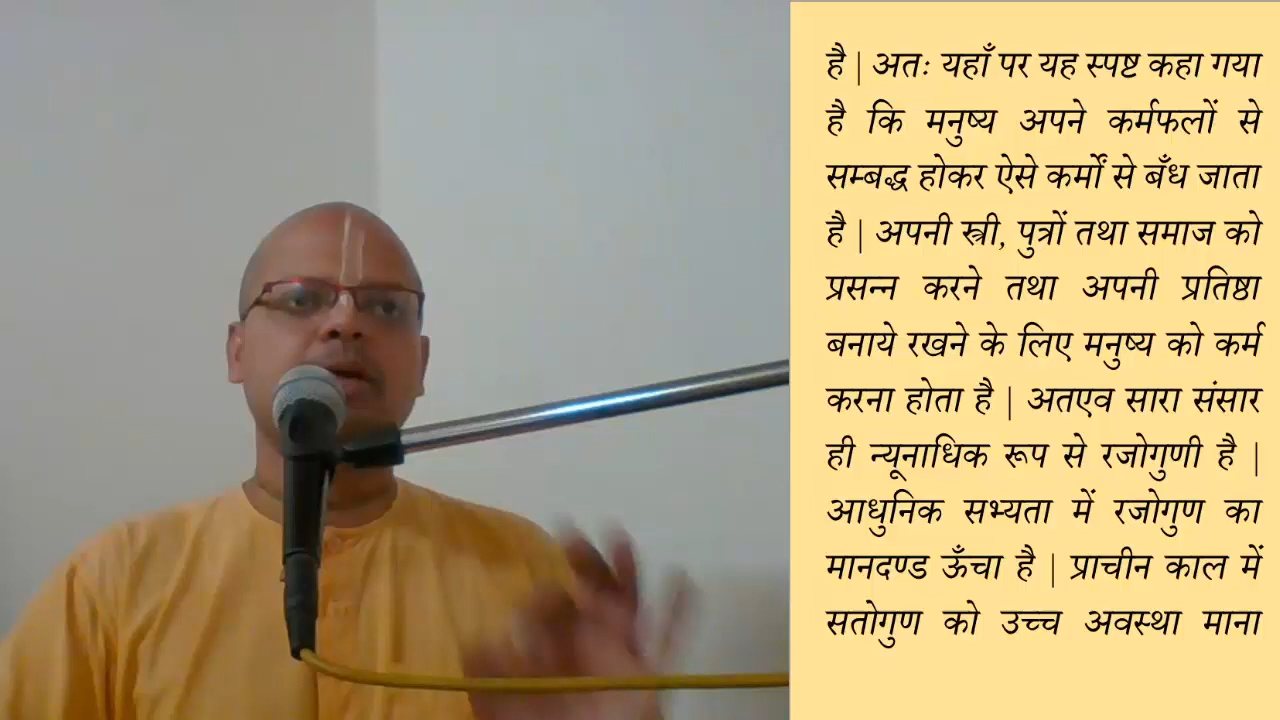 है | अतः यहाँ पर यह स्पष्ट कहा गया
है कि मनुष्य अपने कर्मफलों से
सम्बद्ध होकर ऐसे कर्मों से बँध जाता
है | अपनी स्त्री, पुत्रों तथा समाज को
प्रसन्न करने तथा अपनी प्रतिष्ठा
बनाये रखने के लिए मनुष्य को कर्म
करना होता है | अतएव सारा संसार
ही न्यूनाधिक रूप से रजोगुणी है |
आधुनिक सभ्यता में रजोगुण का
मानदण्ड ऊँचा है | प्राचीन काल में
सतोगुण को उच्च अवस्था माना